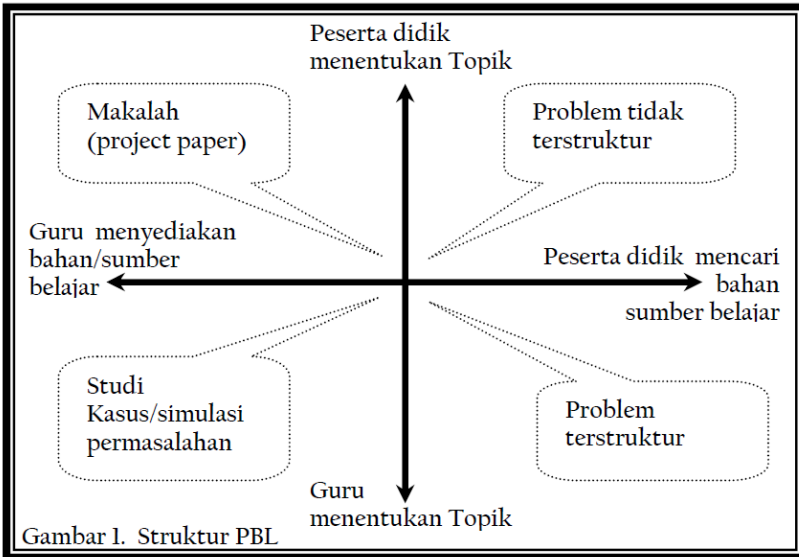 Peserta didik
menentukan Topik
Makalah
(project paper)
Problem tidak
terstruktur
Guru menyediakan
bahan/sumber
belajar
Peserta didik mencari
bahan
sumber belajar
Studi
Kasus/simulasi
permasalahan
Problem
terstruktur
Guru
menentukan Topik
Gambar 1. Struktur PBL